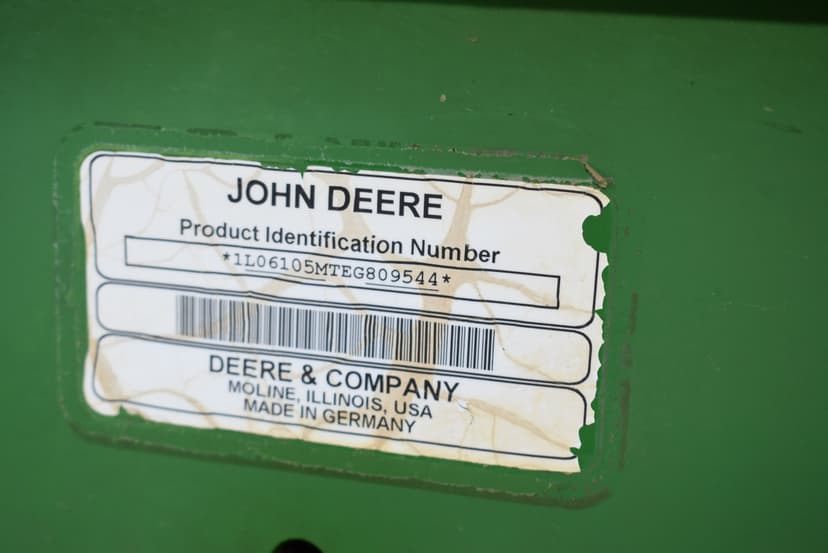 JOHN DEERE
Product Identification Number
*1L06105MTEG809544*
DEERE & COMPANY
MOLINE, ILLINOIS, USA
MADE IN GERMANY